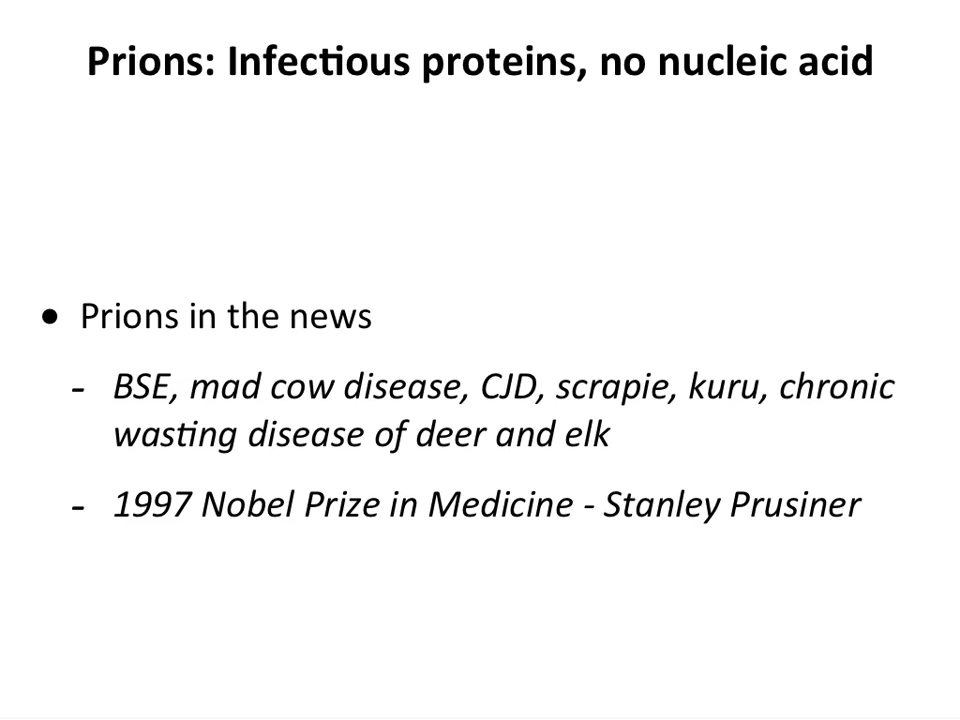 Prions: Infectious proteins, no nucleic acid
• Prions in the news
- BSE, mad cow disease, CJD, scrapie, kuru, chronic
wasting disease of deer and elk
- 1997 Nobel Prize in Medicine - Stanley Prusiner